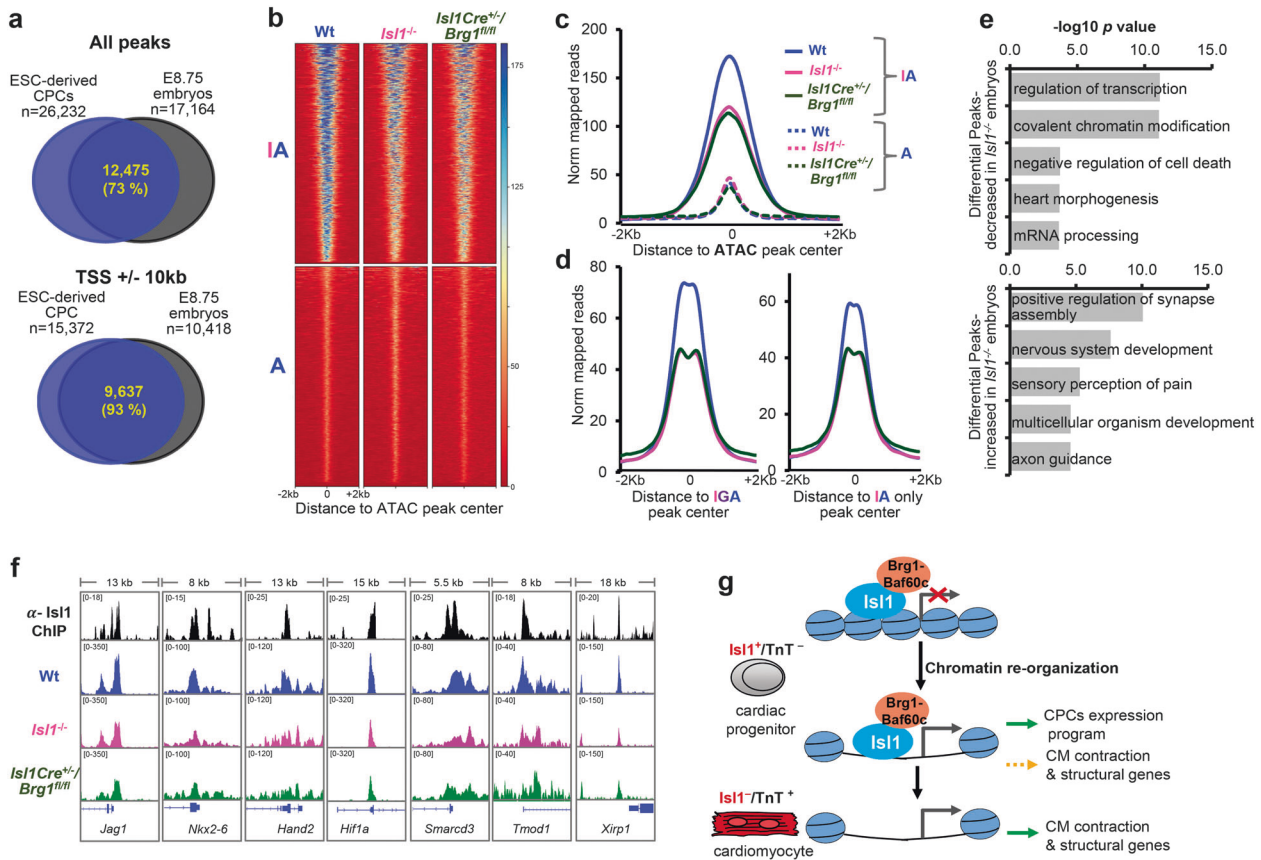 a
All peaks
ESC-derived
CPCs
n=26,232
E8.75
embryos
n=17,164
12,475
(73 %)
TSS +/- 10kb
ESC-derived
CPC
n=15,372
E8.75
embryos
n=10,418
9,637
(93 %)
b
Wt
Isl1-/-
Isl1Cre+/-/
Brg1fl/fl
IA
A
175
125
50
0
-2Kb
0
+2Kb
Distance to ATAC peak center
c
Norm mapped reads
200
150
100
50
0
-2Kb
0
+2Kb
Distance to ATAC peak center
Wt
Isl1-/-
Isl1Cre+/-/
Brg1fl/fl
IA
Wt
Isl1-/-
Isl1Cre+/-/
Brg1fl/fl
A
d
Norm mapped reads
80
60
40
20
0
-2Kb
0
+2Kb
Distance to IGA
peak center
60
40
20
0
-2Kb
0
+2Kb
Distance to IA only
peak center
e
-log10 p value
0.0 5.0 10.0 15.0
Differential Peaks-
decreased in Isl1-/- embryos
regulation of transcription
covalent chromatin modification
negative regulation of cell death
heart morphogenesis
mRNA processing
0.0 5.0 10.0 15.0
Differential Peaks-
increased in Isl1-/- embryos
positive regulation of synapse
assembly
nervous system development
sensory perception of pain
multicellular organism development
axon guidance
f
13 kb 8 kb 13 kb 15 kb 5.5 kb 8 kb 18 kb
α- Isl1
ChIP
[0-18] [0-15] [0-25] [0-25] [0-25] [0-18] [0-20]
Wt
[0-350] [0-100] [0-120] [0-320] [0-80] [0-40] [0-150]
Isl1-/-
[0-350] [0-100] [0-120] [0-320] [0-80] [0-40] [0-150]
Isl1Cre+/-/
Brg1fl/fl
[0-350] [0-100] [0-120] [0-320] [0-80] [0-40] [0-150]
Jag1 Nkx2-6 Hand2 Hif1a Smarcd3 Tmod1 Xirp1
g
Brg1-
Baf60c
Isl1
Isl1+/TnT-
cardiac
progenitor
Chromatin re-organization
Brg1-
Baf60c
Isl1
CPCs expression
program
CM contraction
& structural genes
Isl1-/TnT+
cardiomyocyte
CM contraction
& structural genes